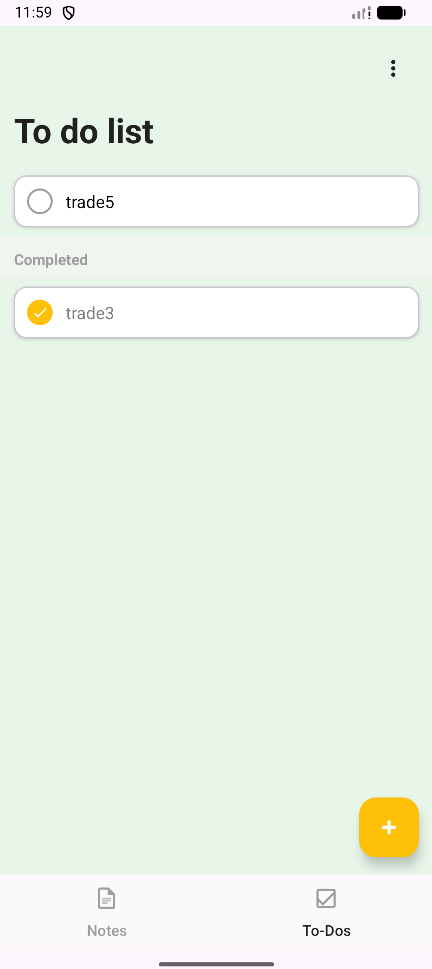 11:59
To do list
trade5
Completed
trade3
Notes
To-Dos